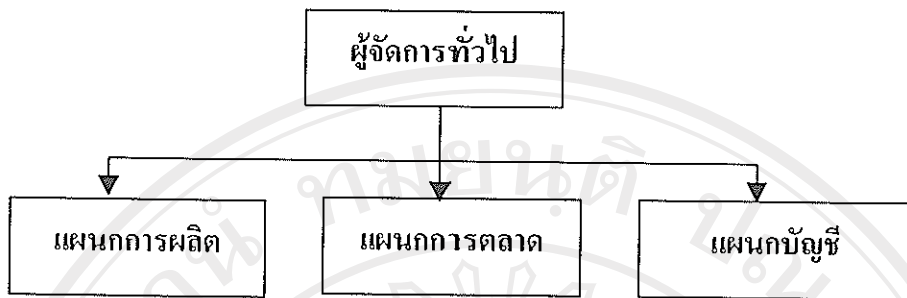 ผู้จัดการทั่วไป
แผนกการผลิต
แผนกการตลาด
แผนกบัญชี